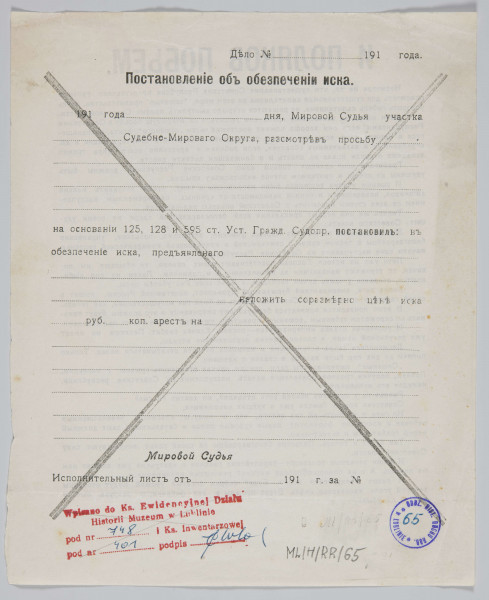 Дѣло № 191 года.
Постановленіе объ обезпеченіи иска.
191 года дня, Мировой Судья участка
Судебно-Мироваго Округа, разсмотрѣвъ просьбу
на основаніи 125, 128 и 595 ст. Уст. Гражд. Судопр. постановилъ: въ
обезпеченіе иска, предъявленаго
наложить соразмѣрно цѣнѣ иска
руб. коп. арестъ на
Мировой Судья
Исполнительный листъ отъ 191 г. за №
Wpisano do Ks. Ewidencyjnej Działu
Historii Muzeum w Lublinie
pod nr 748 i Ks. Inwentarzowej
pod nr 401 podpis
65
ML/H/RR/65